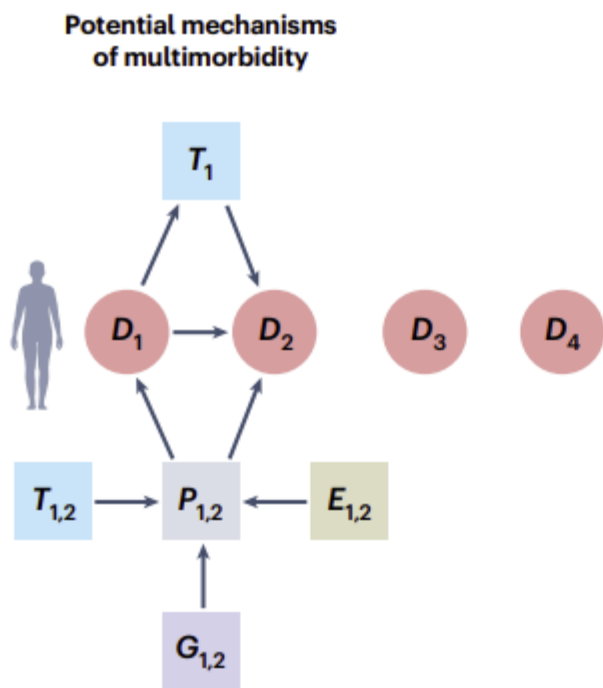 Potential mechanisms
of multimorbidity
T1
D1 D2 D3 D4
T1,2 P1,2 E1,2
G1,2